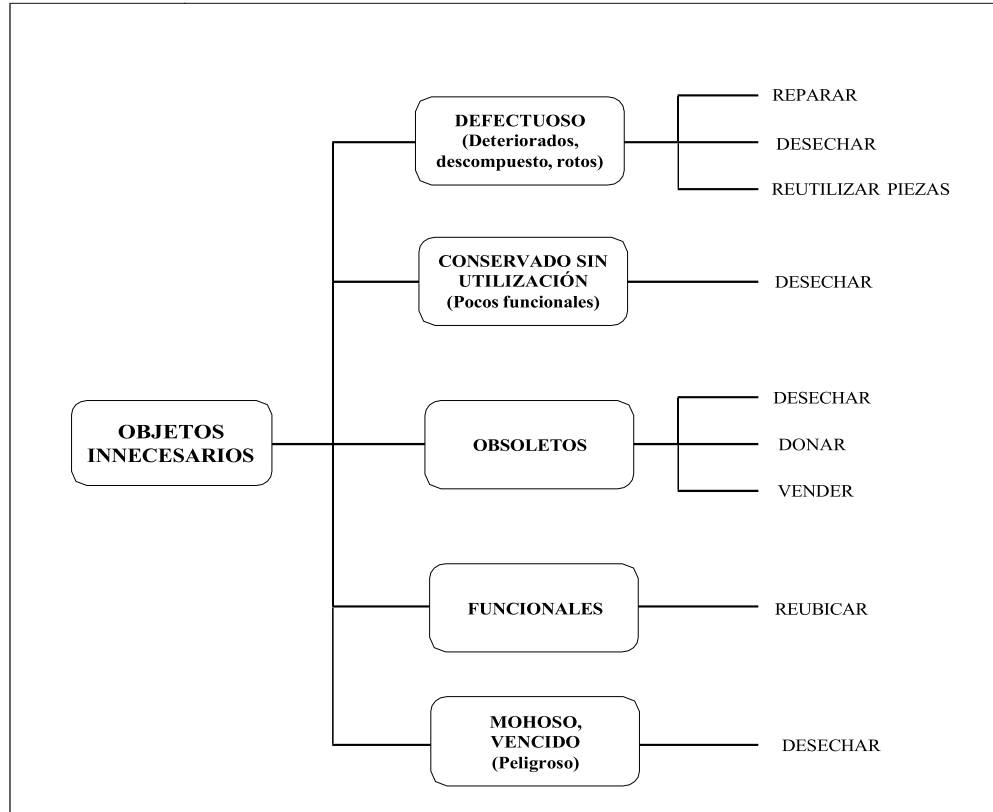 OBJETOS
INNECESARIOS
DEFECTUOSO
(Deteriorados,
descompuesto, rotos)
REPARAR
DESECHAR
REUTILIZAR PIEZAS
CONSERVADO SIN
UTILIZACIÓN
(Pocos funcionales)
DESECHAR
OBSOLETOS
DESECHAR
DONAR
VENDER
FUNCIONALES
REUBICAR
MOHOSO,
VENCIDO
(Peligroso)
DESECHAR